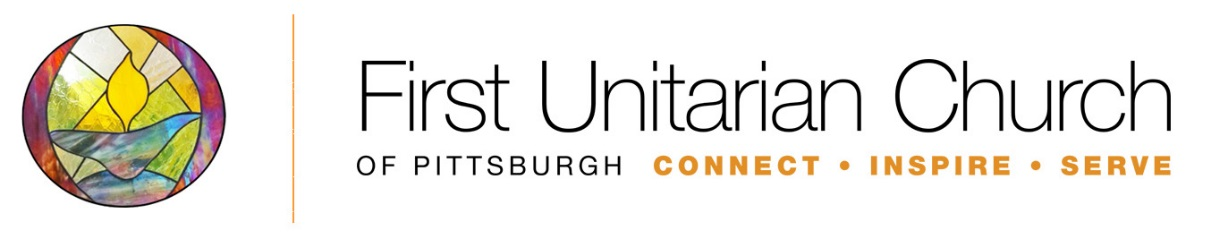 First Unitarian Church
OF PITTSBURGH CONNECT • INSPIRE • SERVE